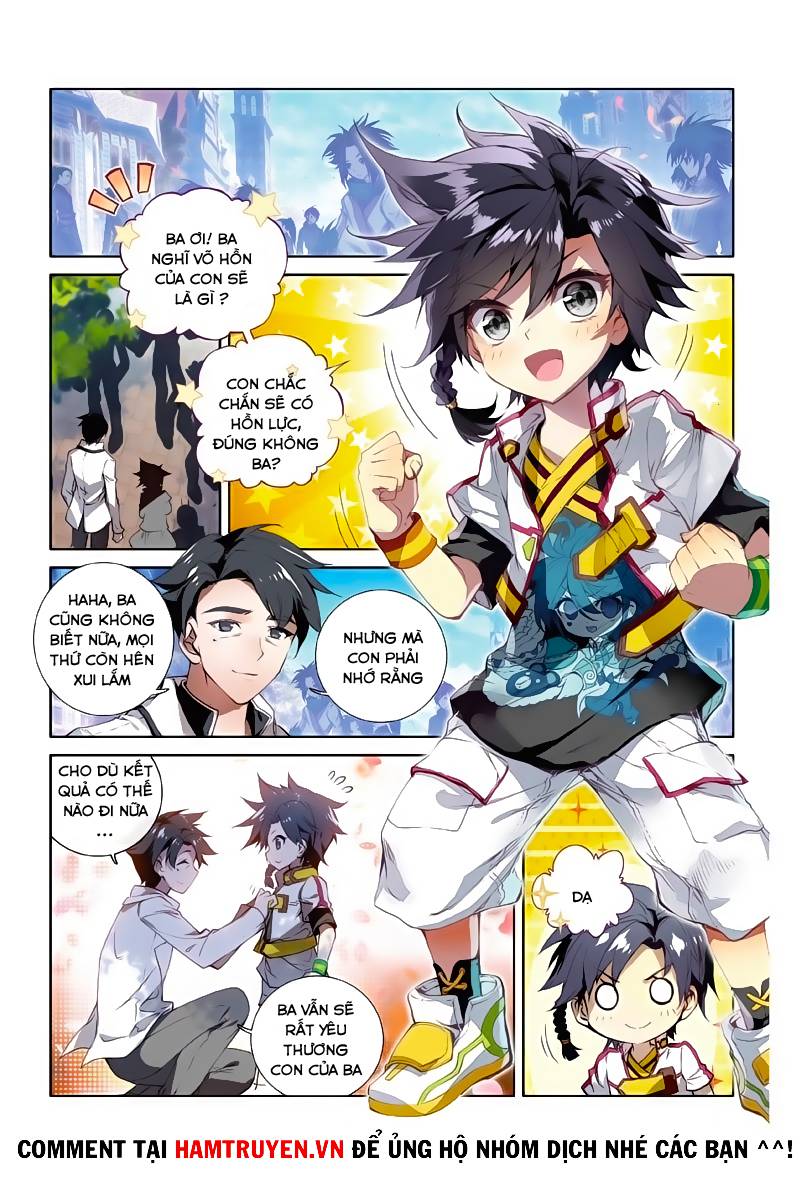 BA ƠI! BA
NGHĨ VÕ HỒN
CỦA CON SẼ
LÀ GÌ ?
CON CHẮC
CHẮN SẼ CÓ
HỒN LỰC,
ĐÚNG KHÔNG
BA?
HAHA, BA
CŨNG KHÔNG
BIẾT NỮA, MỌI
THỨ CÒN HÊN
XUI LẮM
NHƯNG MÀ
CON PHẢI
NHỚ RẰNG
CHO DÙ KẾT
QUẢ CÓ THẾ
NÀO ĐI NỮA
...
BA VẪN SẼ
RẤT YÊU
THƯƠNG
CON CỦA BA
DẠ
COMMENT TẠI HAMTRUYEN.VN ĐỂ ỦNG HỘ NHÓM DỊCH NHÉ CÁC BẠN ^^!